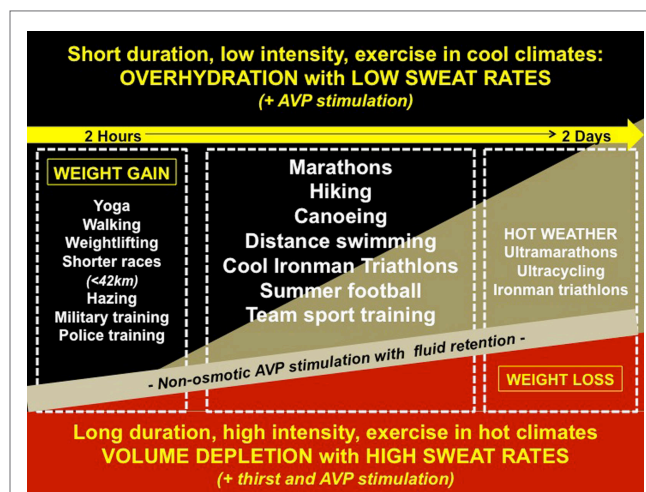 Short duration, low intensity, exercise in cool climates:
OVERHYDRATION with LOW SWEAT RATES
(+ AVP stimulation)
2 Hours
2 Days
WEIGHT GAIN
Yoga
Walking
Weightlifting
Shorter races
(<42km)
Hazing
Military training
Police training
Marathons
Hiking
Canoeing
Distance swimming
Cool Ironman Triathlons
Summer football
Team sport training
HOT WEATHER
Ultramarathons
Ultracycling
Ironman triathlons
- Non-osmotic AVP stimulation with fluid retention -
WEIGHT LOSS
Long duration, high intensity, exercise in hot climates
VOLUME DEPLETION with HIGH SWEAT RATES
(+ thirst and AVP stimulation)